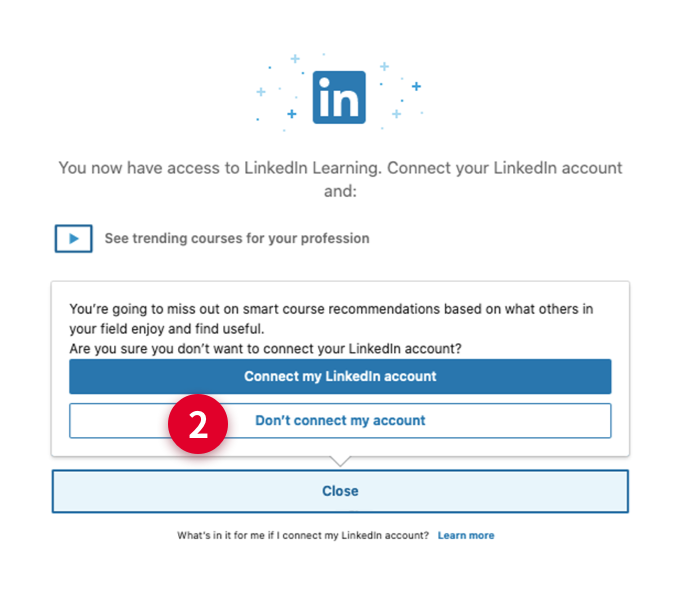 in
You now have access to LinkedIn Learning. Connect your LinkedIn account
and:
See trending courses for your profession
You're going to miss out on smart course recommendations based on what others in
your field enjoy and find useful.
Are you sure you don't want to connect your LinkedIn account?
Connect my LinkedIn account
2
Don't connect my account
Close
What's in it for me if I connect my LinkedIn account? Learn more